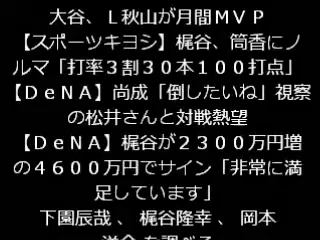 大谷、Ｌ秋山が月間ＭＶＰ
【スポーツキヨシ】梶谷、筒香にノ
ルマ「打率３割３０本１００打点」
【ＤｅＮＡ】尚成「倒したいね」視察
の松井さんと対戦熱望
【ＤｅＮＡ】梶谷が２３００万円増
の４６００万円でサイン「非常に満
足しています」
下園辰哉 、 梶谷隆幸 、 岡本
を調べる